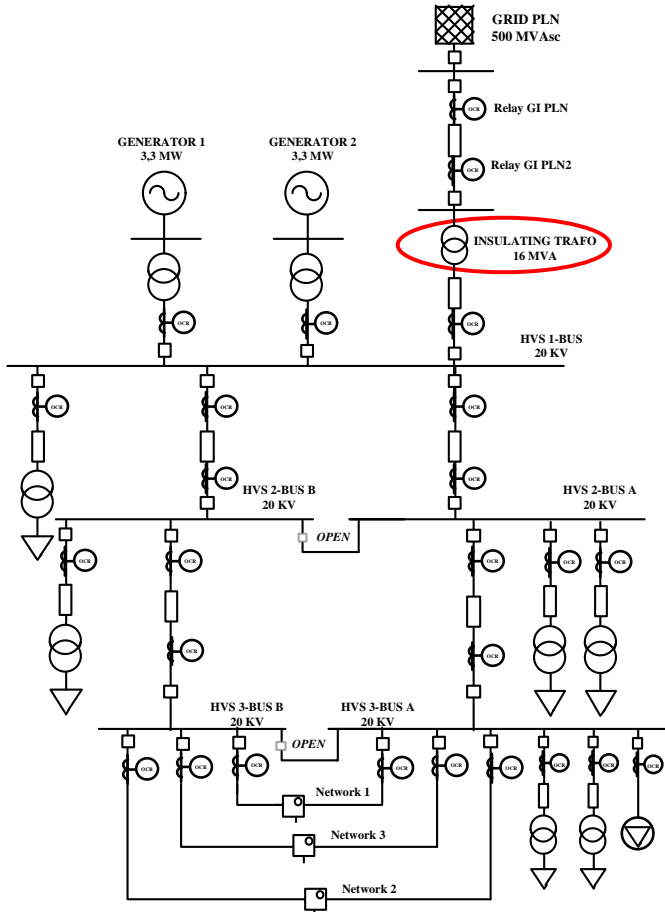 GRID PLN
500 MVAsc
OCR Relay GI PLN
GENERATOR 1
3,3 MW
GENERATOR 2
3,3 MW
OCR Relay GI PLN2
INSULATING TRAFO
16 MVA
OCR
OCR
OCR
HVS 1-BUS
20 KV
OCR
OCR
OCR
OCR
OCR
HVS 2-BUS B
20 KV
HVS 2-BUS A
20 KV
OPEN
OCR
OCR
OCR
OCR
OCR
OCR
OCR
HVS 3-BUS B
20 KV
HVS 3-BUS A
20 KV
OPEN
OCR
OCR
OCR
OCR
OCR
OCR
OCR
OCR
OCR
Network 1
Network 3
Network 2